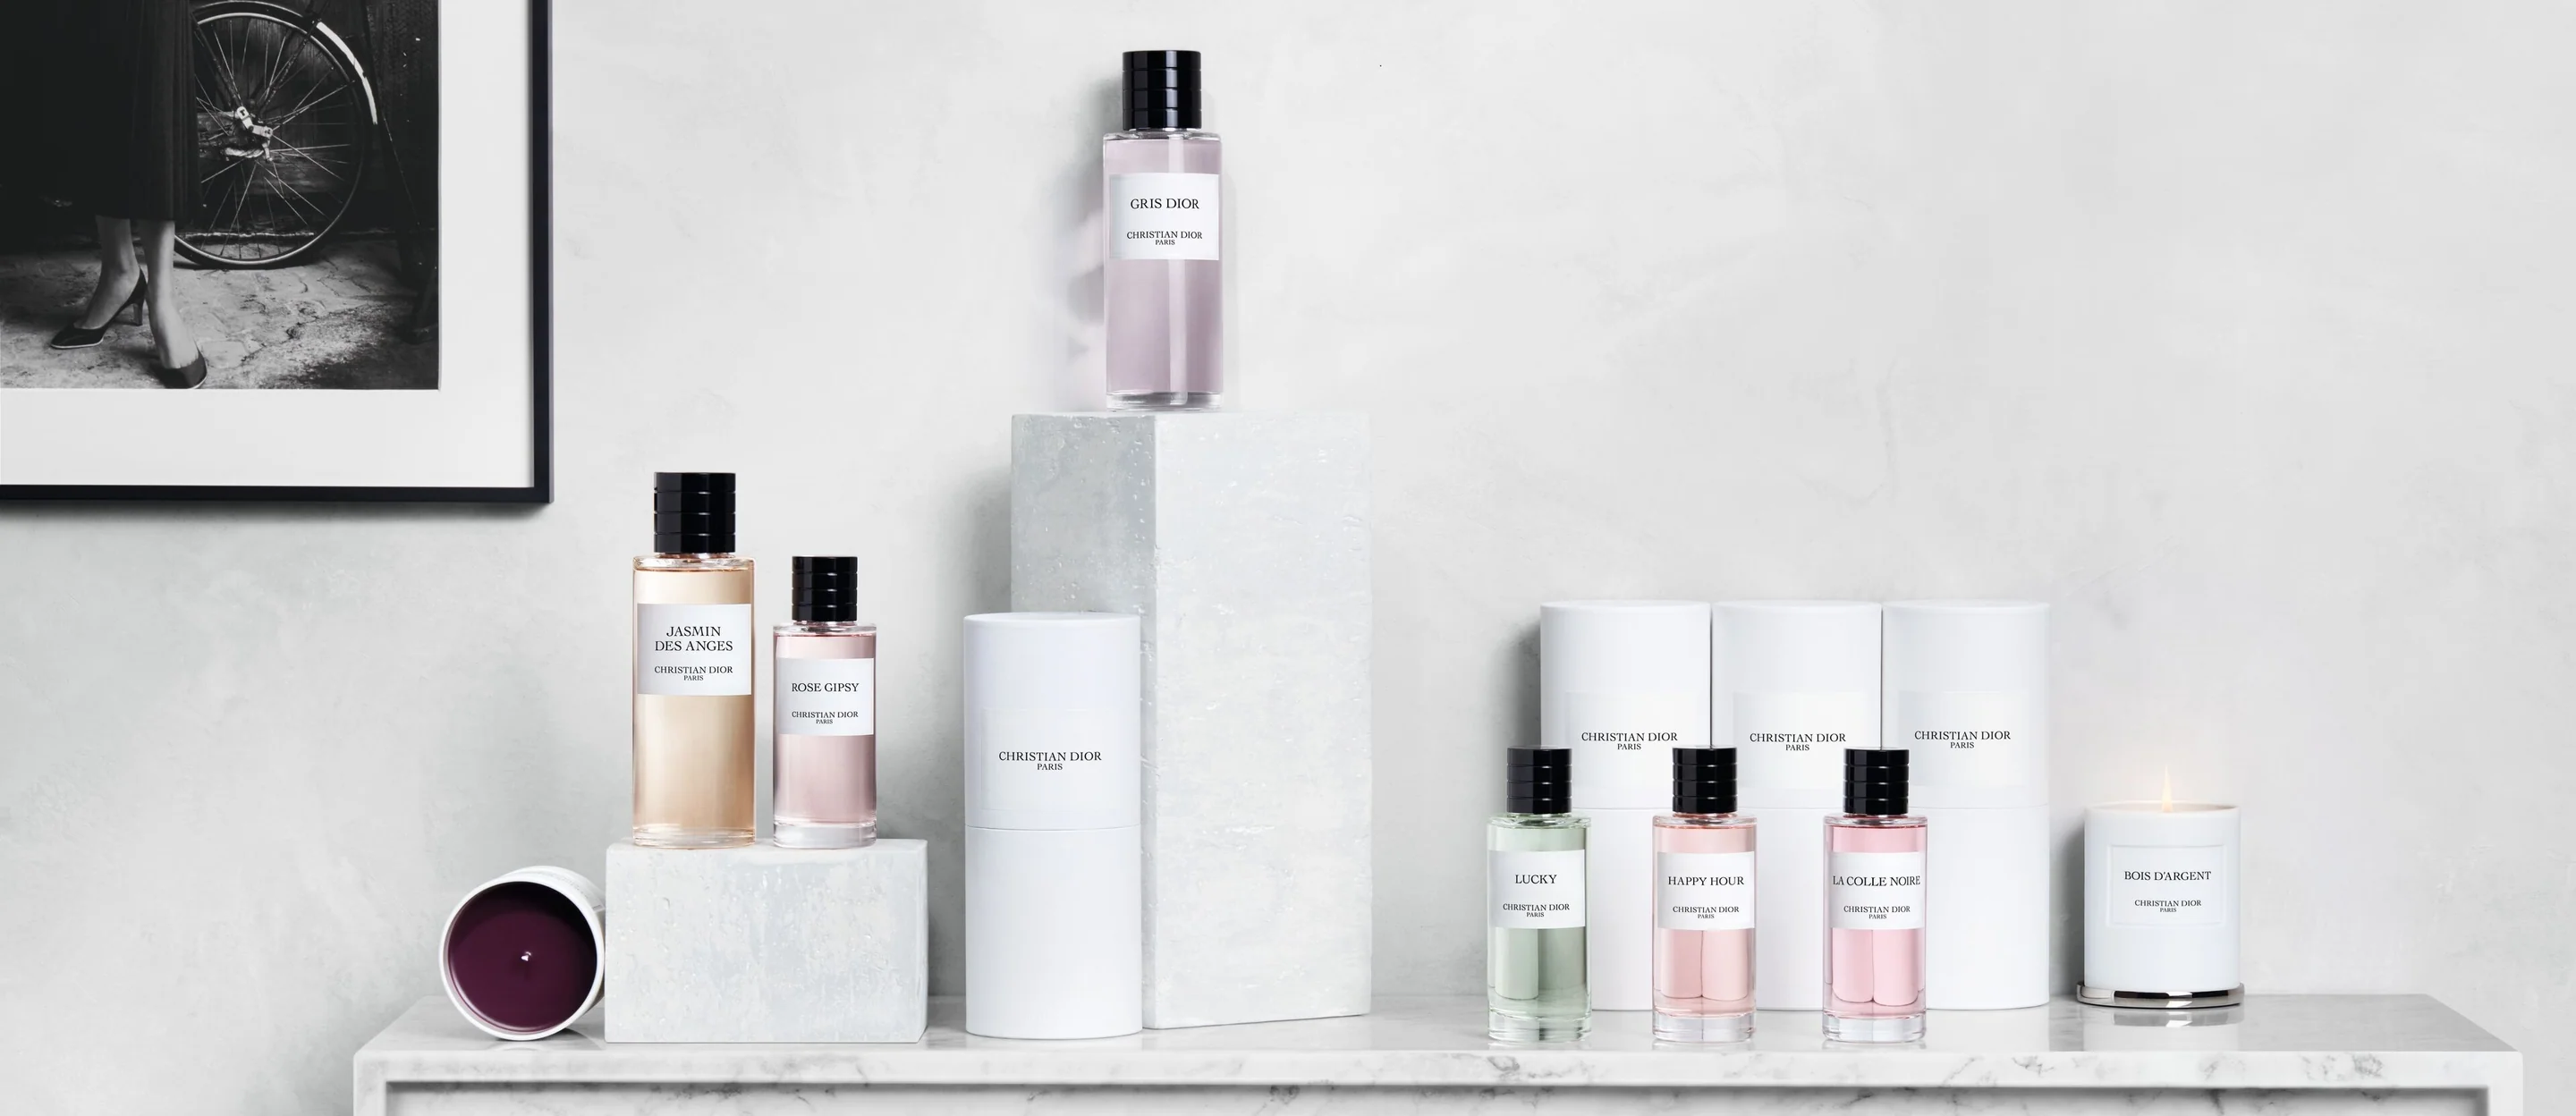 GRIS DIOR
CHRISTIAN DIOR
PARIS
JASMIN
DES ANGES
CHRISTIAN DIOR
PARIS
ROSE GIPSY
CHRISTIAN DIOR
PARIS
CHRISTIAN DIOR
PARIS
CHRISTIAN DIOR
PARIS
CHRISTIAN DIOR
PARIS
CHRISTIAN DIOR
PARIS
LUCKY
CHRISTIAN DIOR
PARIS
HAPPY HOUR
CHRISTIAN DIOR
PARIS
LA COLLE NOIRE
CHRISTIAN DIOR
PARIS
BOIS D'ARGENT
CHRISTIAN DIOR
PARIS